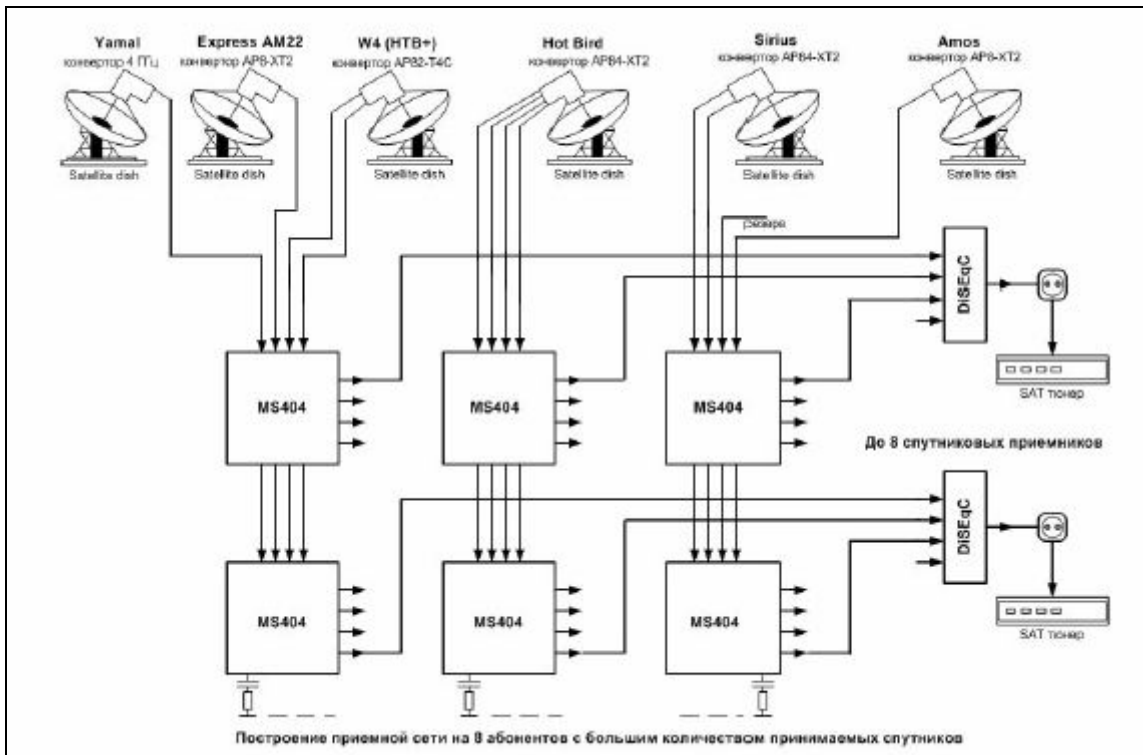 Yamal
конвертор 4 ГГц
Express AM22
конвертор AP8-XT2
W4 (НТВ+)
конвертор AP82-T4C
Hot Bird
конвертор AP84-XT2
Sirius
конвертор AP84-XT2
Amos
конвертор AP8-XT2
Satellite dish
Satellite dish
Satellite dish
Satellite dish
Satellite dish
Satellite dish
резерв
DiSEqC
MS404
MS404
MS404
SAT тюнер
До 8 спутниковых приемников
DiSEqC
MS404
MS404
MS404
SAT тюнер
Построение приемной сети на 8 абонентов с большим количеством принимаемых спутников